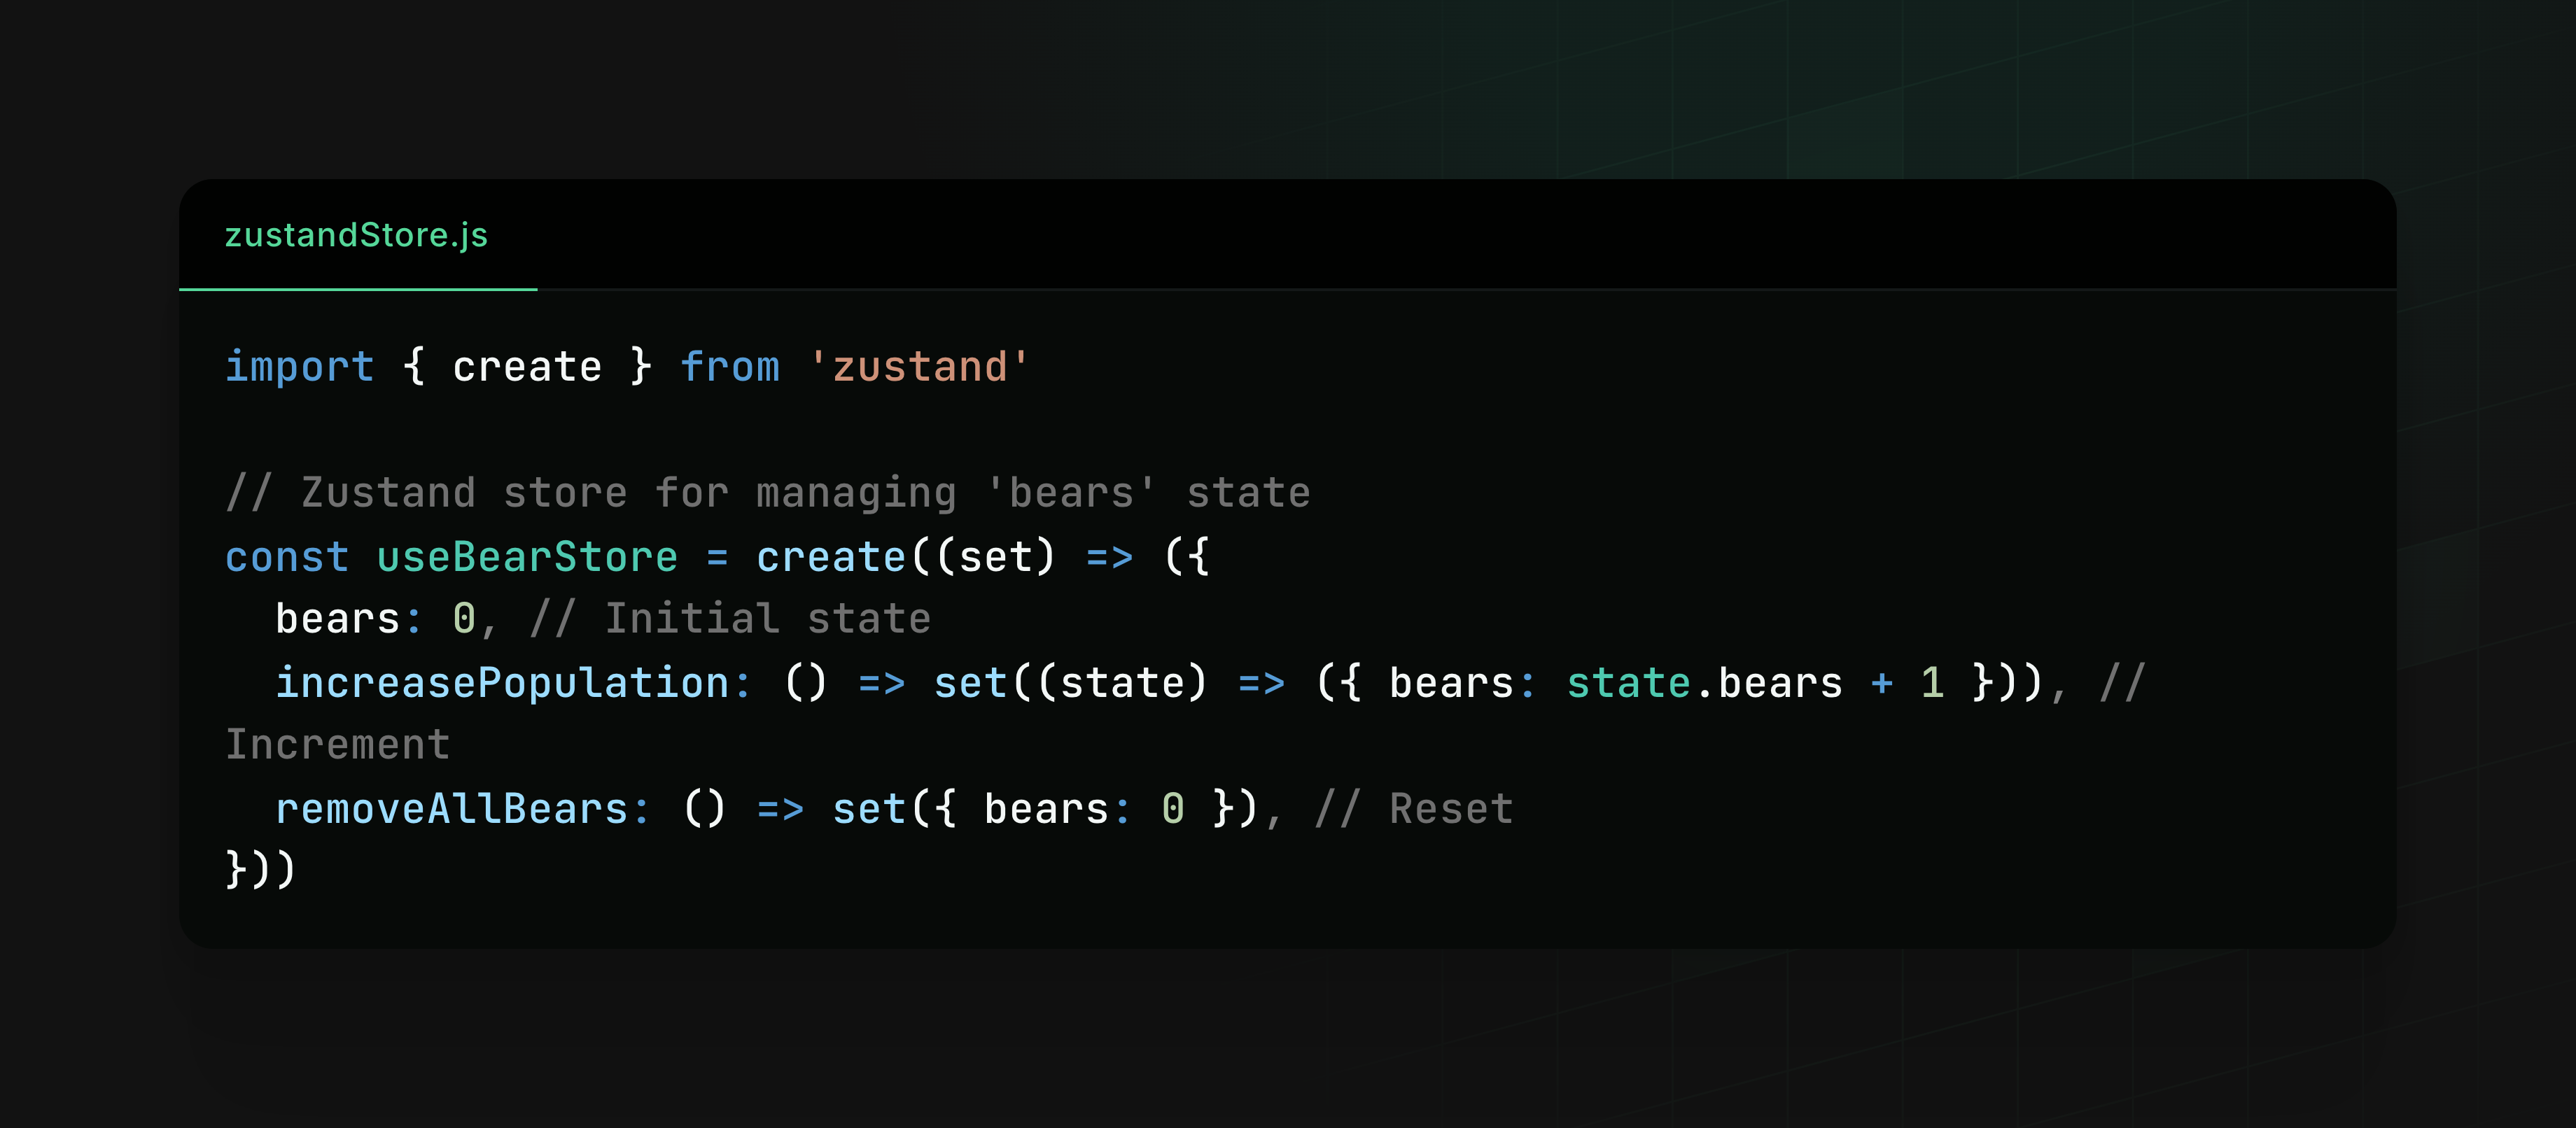 zustandStore.js
import { create } from 'zustand'
// Zustand store for managing 'bears' state
const useBearStore = create((set) => ({
  bears: 0, // Initial state
  increasePopulation: () => set((state) => ({ bears: state.bears + 1 })), //
Increment
  removeAllBears: () => set({ bears: 0 }), // Reset
}))